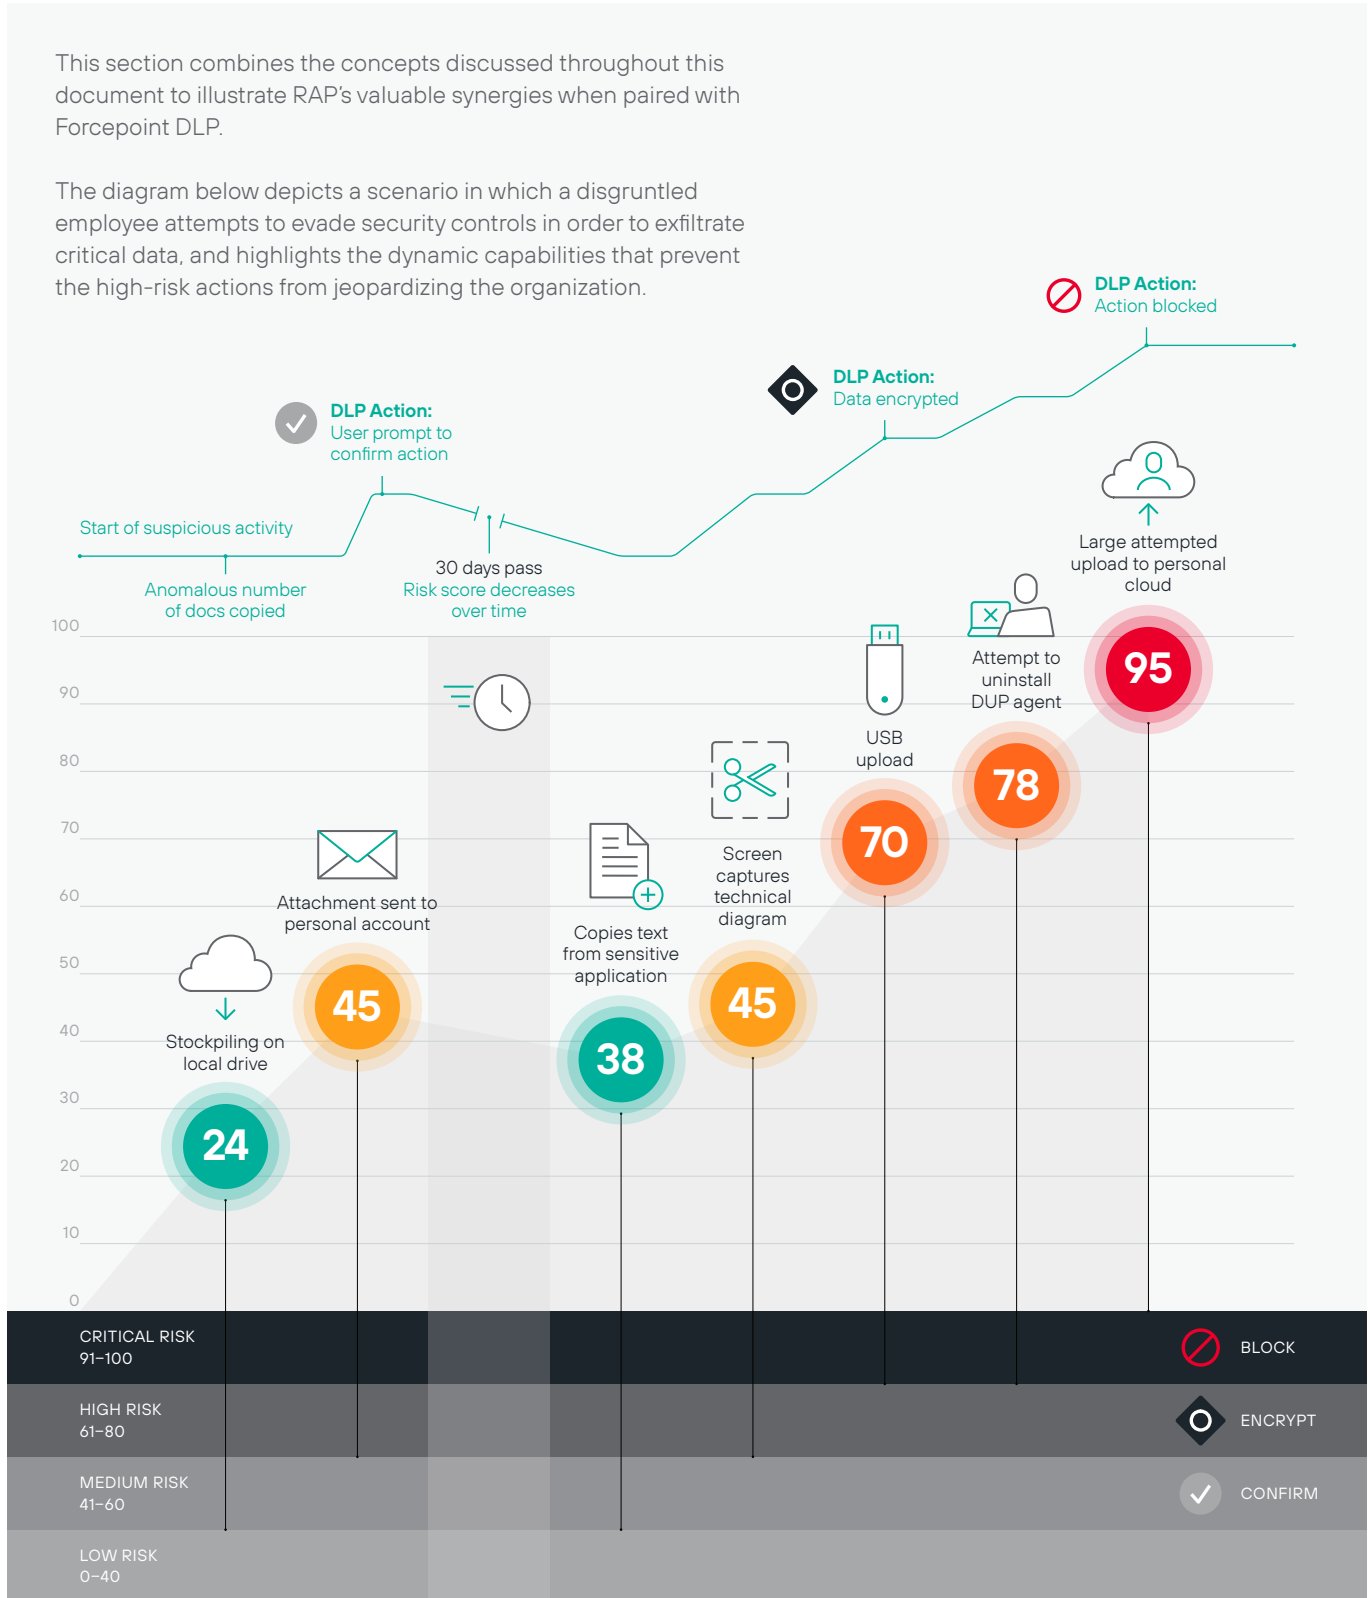 This section combines the concepts discussed throughout this
document to illustrate RAP's valuable synergies when paired with
Forcepoint DLP.
The diagram below depicts a scenario in which a disgruntled
employee attempts to evade security controls in order to exfiltrate
critical data, and highlights the dynamic capabilities that prevent
the high-risk actions from jeopardizing the organization.
DLP Action:
Action blocked
DLP Action:
Data encrypted
DLP Action:
User prompt to
confirm action
Start of suspicious activity
Anomalous number
of docs copied
30 days pass
Risk score decreases
over time
100
90
80
70
60
50
40
30
20
10
0
Stockpiling on
local drive
24
Attachment sent to
personal account
45
Copies text
from sensitive
application
38
Screen
captures
technical
diagram
45
USB
upload
70
Attempt to
uninstall
DUP agent
78
Large attempted
upload to personal
cloud
95
CRITICAL RISK
91–100
BLOCK
HIGH RISK
61–80
ENCRYPT
MEDIUM RISK
41–60
CONFIRM
LOW RISK
0–40